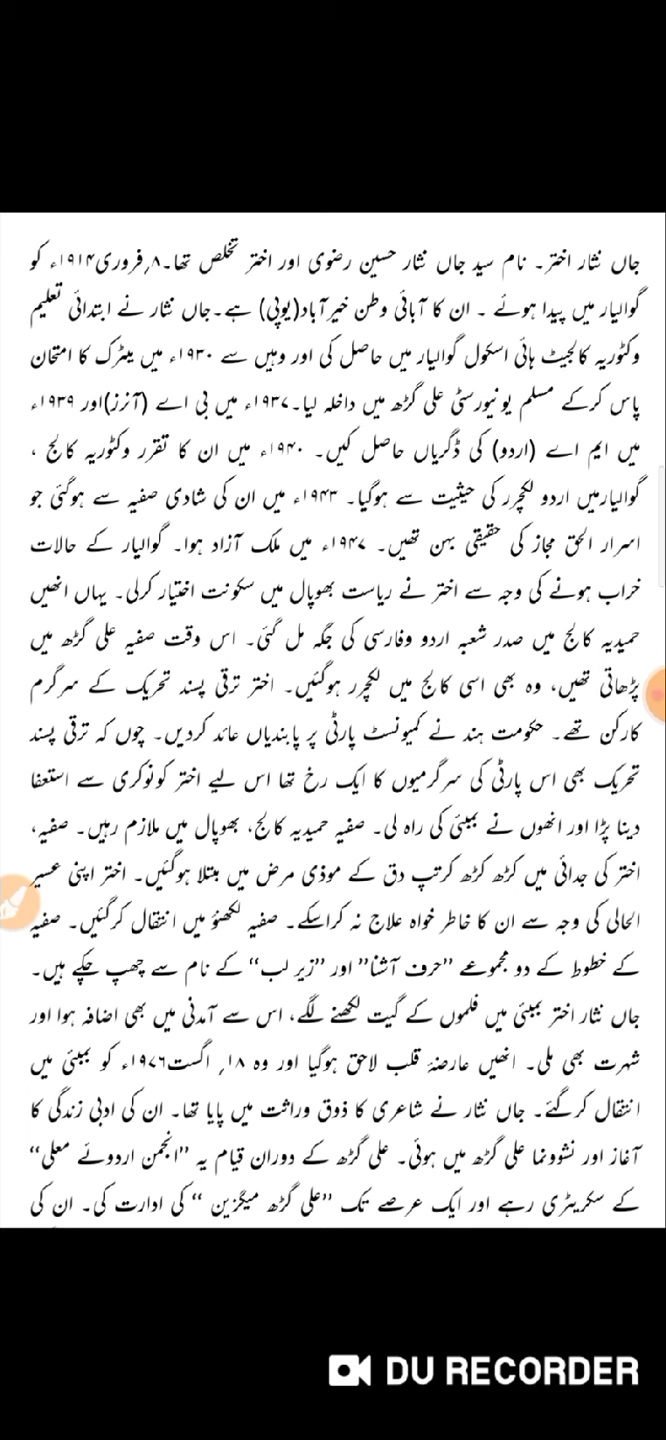 جاں نثار اختر۔ نام سید جاں نثار حسین رضوی اور اختر تخلص تھا۔ ۸؍فروری ۱۹۱۴ء کو
گوالیار میں پیدا ہوئے ۔ ان کا آبائی وطن خیرآباد(یوپی) ہے۔جاں نثار نے ابتدائی تعلیم
وکٹوریہ کالجیٹ ہائی اسکول گوالیار میں حاصل کی اور وہیں سے ۱۹۳۰ء میں میٹرک کا امتحان
پاس کرکے مسلم یونیورسٹی علی گڑھ میں داخلہ لیا۔۱۹۳۷ء میں بی اے (آنرز)اور ۱۹۳۹ء
میں ایم اے (اردو) کی ڈگریاں حاصل کیں۔ ۱۹۴۰ء میں ان کا تقرر وکٹوریہ کالج ،
گوالیارمیں اردو لکچرر کی حیثیت سے ہوگیا۔ ۱۹۴۳ء میں ان کی شادی صفیہ سے ہوگئی جو
اسرار الحق مجاز کی حقیقی بہن تھیں۔ ۱۹۴۷ء میں ملک آزاد ہوا۔ گوالیار کے حالات
خراب ہونے کی وجہ سے اختر نے ریاست بھوپال میں سکونت اختیار کرلی۔ یہاں انھیں
حمیدیہ کالج میں صدر شعبہ اردو وفارسی کی جگہ مل گئی۔ اس وقت صفیہ علی گڑھ میں
پڑھاتی تھیں، وہ بھی اسی کالج میں لکچرر ہوگئیں۔ اختر ترقی پسند تحریک کے سرگرم
کارکن تھے۔ حکومت ہند نے کمیونسٹ پارٹی پر پابندیاں عائد کردیں۔ چوں کہ ترقی پسند
تحریک بھی اس پارٹی کی سرگرمیوں کا ایک رخ تھا اس لیے اختر کونوکری سے استعفا
دینا پڑا اور انھوں نے بمبئی کی راہ لی۔ صفیہ حمیدیہ کالج، بھوپال میں ملازم رہیں۔ صفیہ،
اختر کی جدائی میں کڑھ کڑھ کرتپ دق کے موذی مرض میں مبتلا ہوگئیں۔ اختر اپنی عسیر
الحالی کی وجہ سے ان کا خاطر خواہ علاج نہ کراسکے۔ صفیہ لکھنؤ میں انتقال کرگئیں۔ صفیہ
کے خطوط کے دو مجموعے ’’حرف آشنا‘‘ اور ’’زیر لب‘‘ کے نام سے چھپ چکے ہیں۔
جاں نثار اختر بمبئی میں فلموں کے گیت لکھنے لگے، اس سے آمدنی میں بھی اضافہ ہوا اور
شہرت بھی ملی۔ انھیں عارضۂ قلب لاحق ہوگیا اور وہ ۱۸؍ اگست۱۹۷۶ء کو بمبئی میں
انتقال کرگئے۔ جاں نثار نے شاعری کا ذوق وراثت میں پایا تھا۔ ان کی ادبی زندگی کا
آغاز اور نشوونما علی گڑھ میں ہوئی۔ علی گڑھ کے دوران قیام یہ ’’انجمن اردوئے معلی‘‘
کے سکریٹری رہے اور ایک عرصے تک ’’علی گڑھ میگزین ‘‘ کی ادارت کی۔ ان کی
DU RECORDER